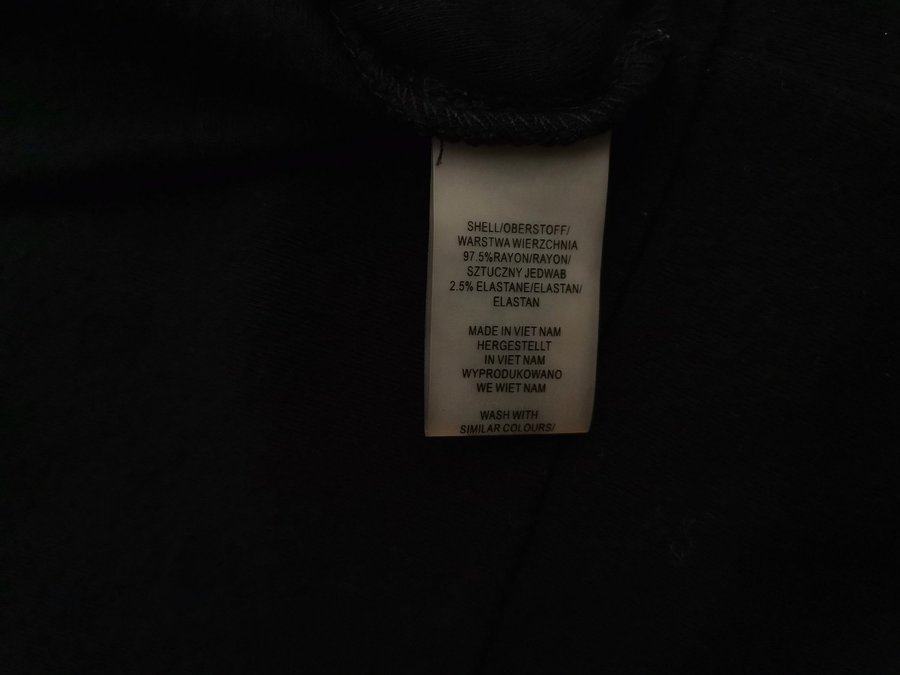 SHELL/OBERSTOFF/
WARSTWA WIERZCHNIA
97.5%RAYON/RAYON/
SZTUCZNY JEDWAB
2.5% ELASTANE/ELASTAN/
ELASTAN
MADE IN VIET NAM
HERGESTELLT
IN VIET NAM
WYPRODUKOWANO
WE WIET NAM
WASH WITH
SIMILAR COLOURS/